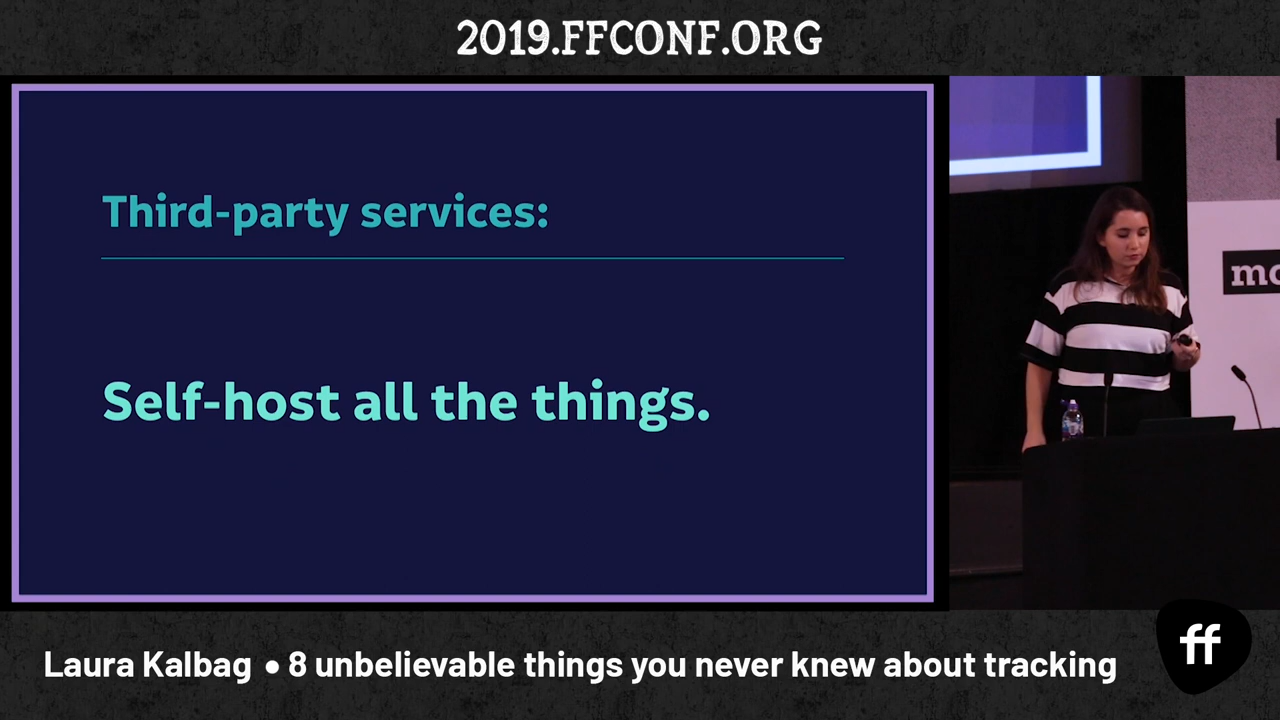 2019.FFCONF.ORG
Third-party services:
Self-host all the things.
mo
Laura Kalbag • 8 unbelievable things you never knew about tracking
ff